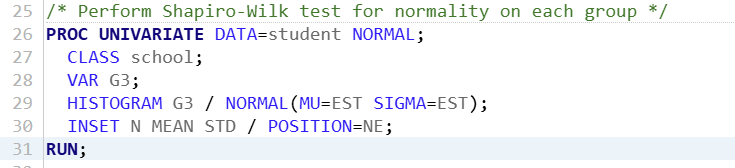 25 /* Perform Shapiro-Wilk test for normality on each group */
26 PROC UNIVARIATE DATA=student NORMAL;
27   CLASS school;
28   VAR G3;
29   HISTOGRAM G3 / NORMAL(MU=EST SIGMA=EST);
30   INSET N MEAN STD / POSITION=NE;
31 RUN;